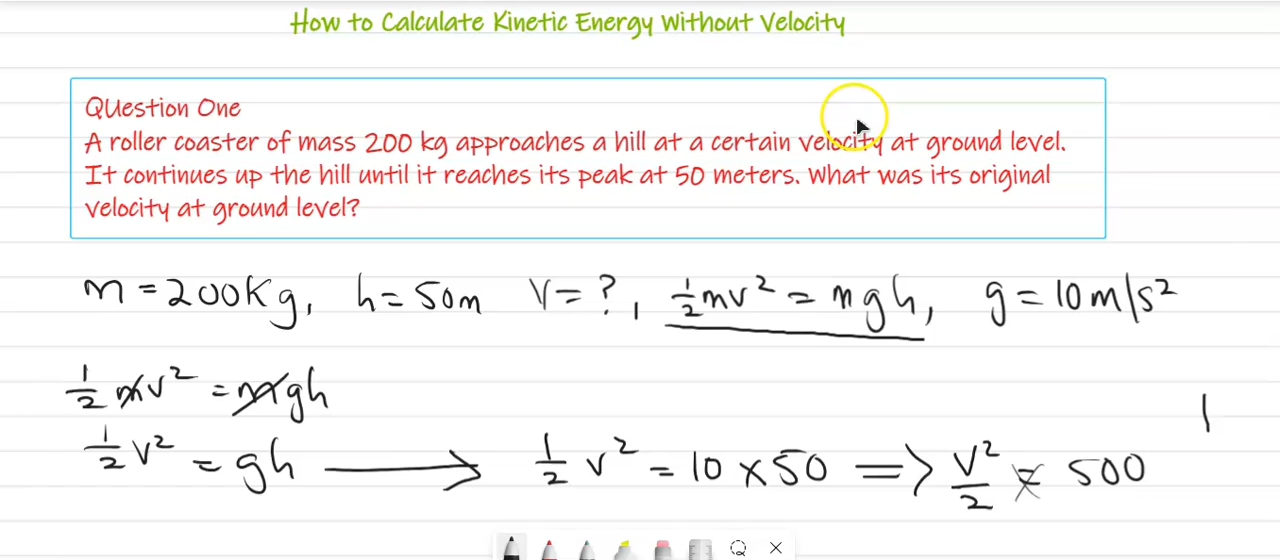 How to Calculate Kinetic Energy Without Velocity
Question One
A roller coaster of mass 200 kg approaches a hill at a certain velocity at ground level.
It continues up the hill until it reaches its peak at 50 meters. What was its original
velocity at ground level?
m = 200Kg, h = 50m V = ?, ½mv² = mgh, g = 10m/s²
½mv² = mgh
½v² = gh → ½v² = 10 × 50 ⇒ v²/2 = 500